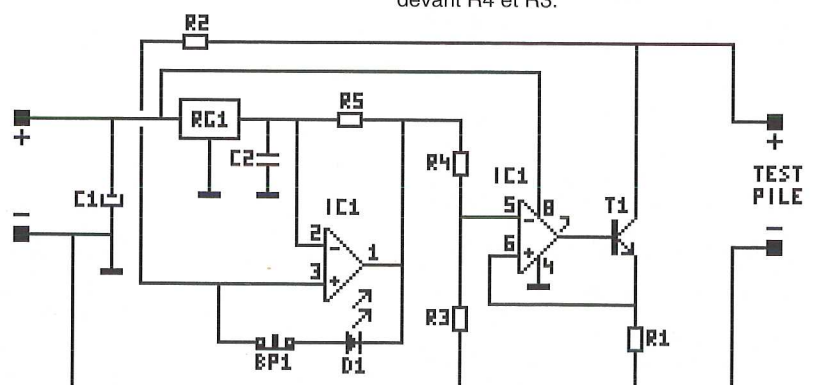 devant R4 et R3.
R2
+
RG1
R5
C2
R4
IC1
TEST
PILE
+
C1
IC1
5
-
8
7
T1
6
+
4
-
2
-
1
3
+
-
R3
R1
BP1
D1